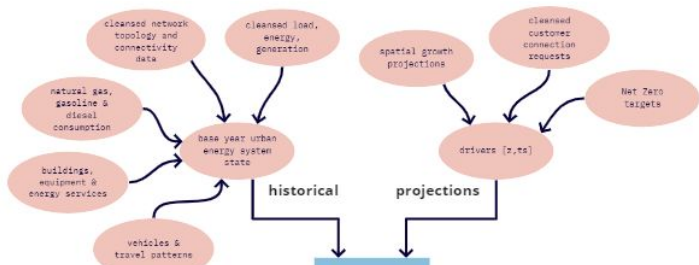 cleansed network
topology and
connectivity
data
cleansed load,
energy,
generation
spatial growth
projections
cleansed
customer
connection
requests
Net Zero
targets
natural gas,
gasoline &
diesel
consumption
base year urban
energy system
state
drivers [z,ts]
buildings,
equipment &
energy services
historical
projections
vehicles &
travel patterns